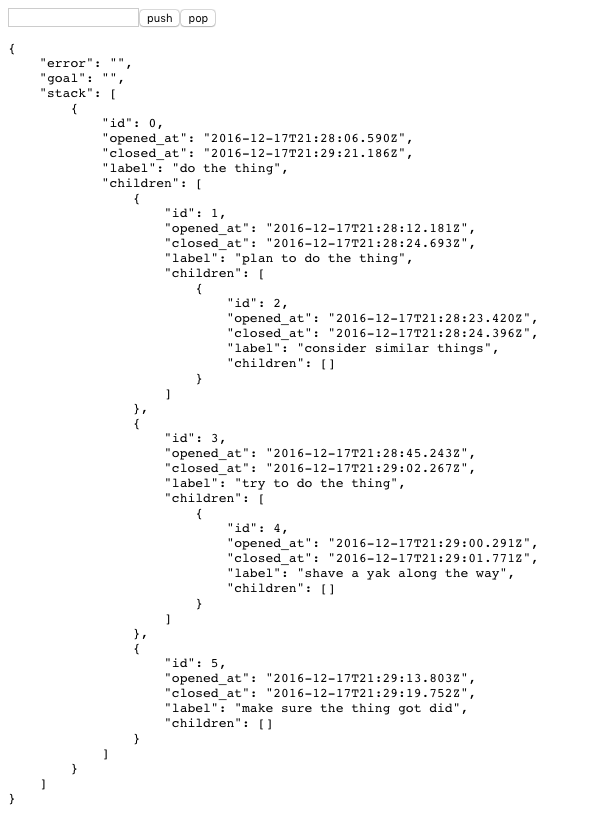 push pop
{
    "error": "",
    "goal": "",
    "stack": [
        {
            "id": 0,
            "opened_at": "2016-12-17T21:28:06.590Z",
            "closed_at": "2016-12-17T21:29:21.186Z",
            "label": "do the thing",
            "children": [
                {
                    "id": 1,
                    "opened_at": "2016-12-17T21:28:12.181Z",
                    "closed_at": "2016-12-17T21:28:24.693Z",
                    "label": "plan to do the thing",
                    "children": [
                        {
                            "id": 2,
                            "opened_at": "2016-12-17T21:28:23.420Z",
                            "closed_at": "2016-12-17T21:28:24.396Z",
                            "label": "consider similar things",
                            "children": []
                        }
                    ]
                },
                {
                    "id": 3,
                    "opened_at": "2016-12-17T21:28:45.243Z",
                    "closed_at": "2016-12-17T21:29:02.267Z",
                    "label": "try to do the thing",
                    "children": [
                        {
                            "id": 4,
                            "opened_at": "2016-12-17T21:29:00.291Z",
                            "closed_at": "2016-12-17T21:29:01.771Z",
                            "label": "shave a yak along the way",
                            "children": []
                        }
                    ]
                },
                {
                    "id": 5,
                    "opened_at": "2016-12-17T21:29:13.803Z",
                    "closed_at": "2016-12-17T21:29:19.752Z",
                    "label": "make sure the thing got did",
                    "children": []
                }
            ]
        }
    ]
}